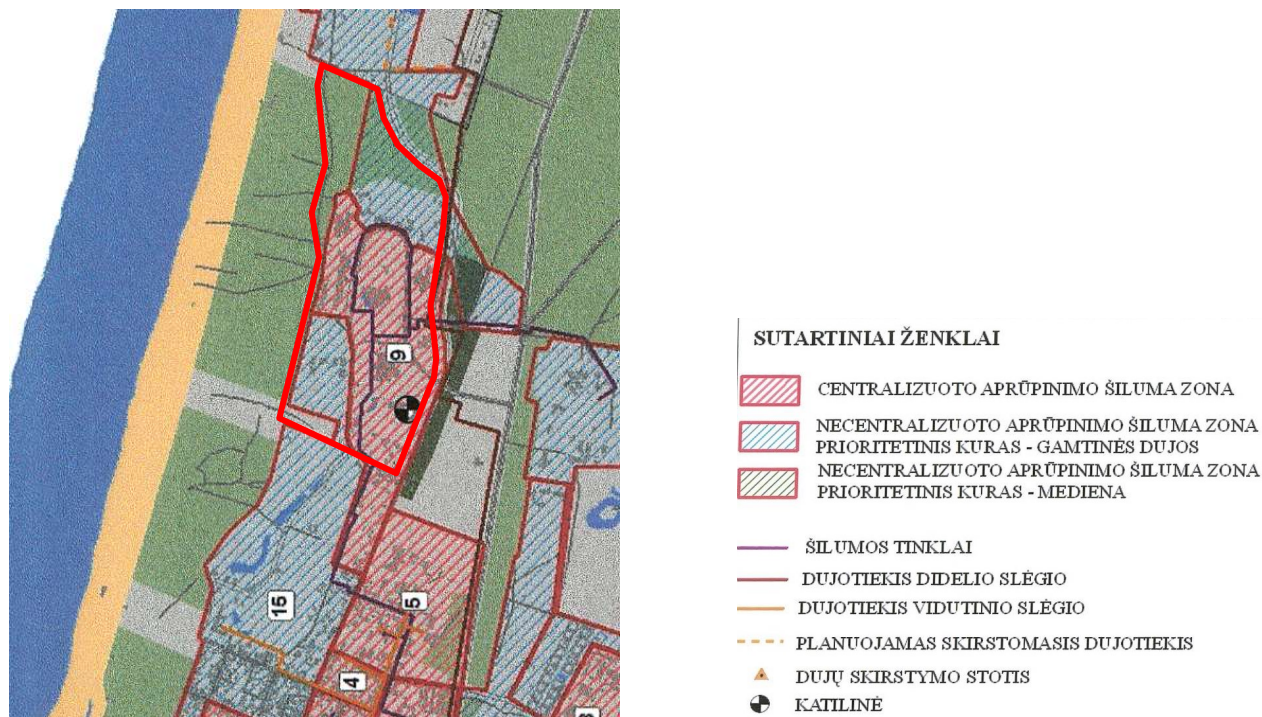 9
15
5
4
SUTARTINIAI ŽENKLAI
CENTRALIZUOTO APRŪPINIMO ŠILUMA ZONA
NECENTRALIZUOTO APRŪPINIMO ŠILUMA ZONA
PRIORITETINIS KURAS - GAMTINĖS DUJOS
NECENTRALIZUOTO APRŪPINIMO ŠILUMA ZONA
PRIORITETINIS KURAS - MEDIENA
ŠILUMOS TINKLAI
DUJOTIEKIS DIDELIO SLĖGIO
DUJOTIEKIS VIDUTINIO SLĖGIO
PLANUOJAMAS SKIRSTOMASIS DUJOTIEKIS
DUJŲ SKIRSTYMO STOTIS
KATILINĖ